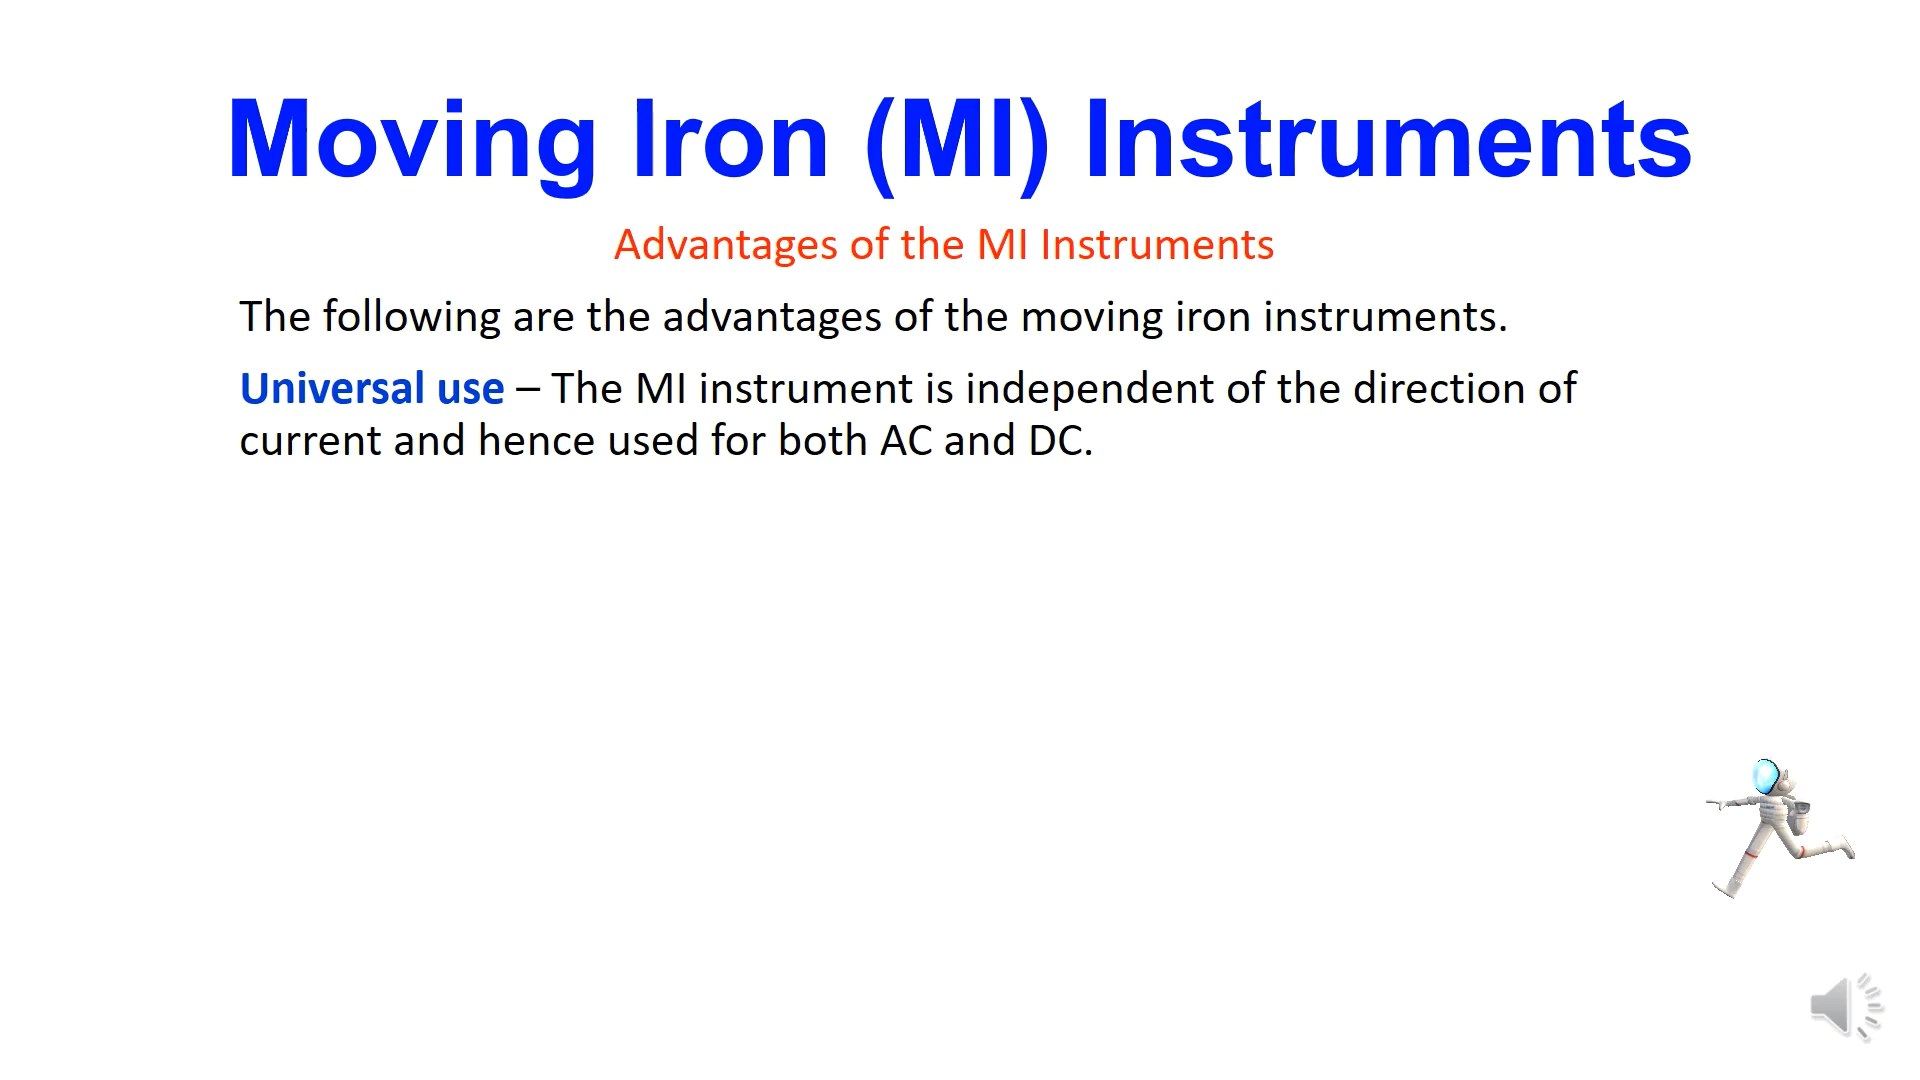 Moving Iron (MI) Instruments
Advantages of the MI Instruments
The following are the advantages of the moving iron instruments.
Universal use – The MI instrument is independent of the direction of
current and hence used for both AC and DC.